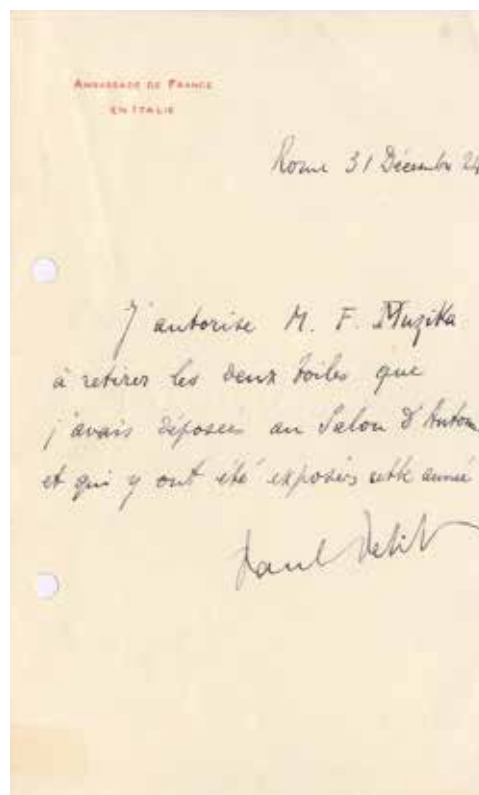 AMBASSADE DE FRANCE
EN ITALIE
Rome 31 Décembre 24
J'autorise M. F. Muzika
à retirer les deux toiles que
j'avais déposées au Salon d'Autom
et qui y ont été exposées cette année
Paul Petit